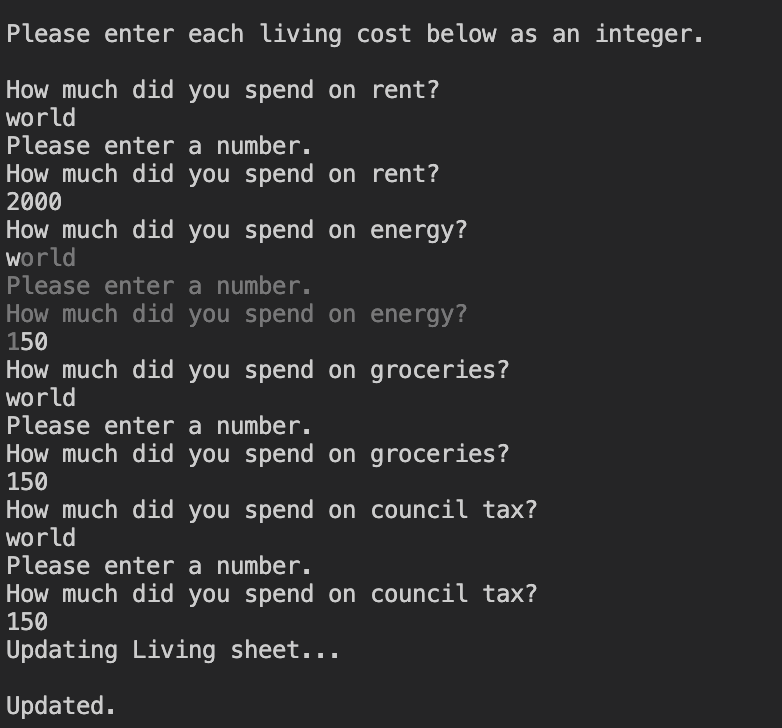 Please enter each living cost below as an integer.
How much did you spend on rent?
world
Please enter a number.
How much did you spend on rent?
2000
How much did you spend on energy?
world
Please enter a number.
How much did you spend on energy?
150
How much did you spend on groceries?
world
Please enter a number.
How much did you spend on groceries?
150
How much did you spend on council tax?
world
Please enter a number.
How much did you spend on council tax?
150
Updating Living sheet...
Updated.